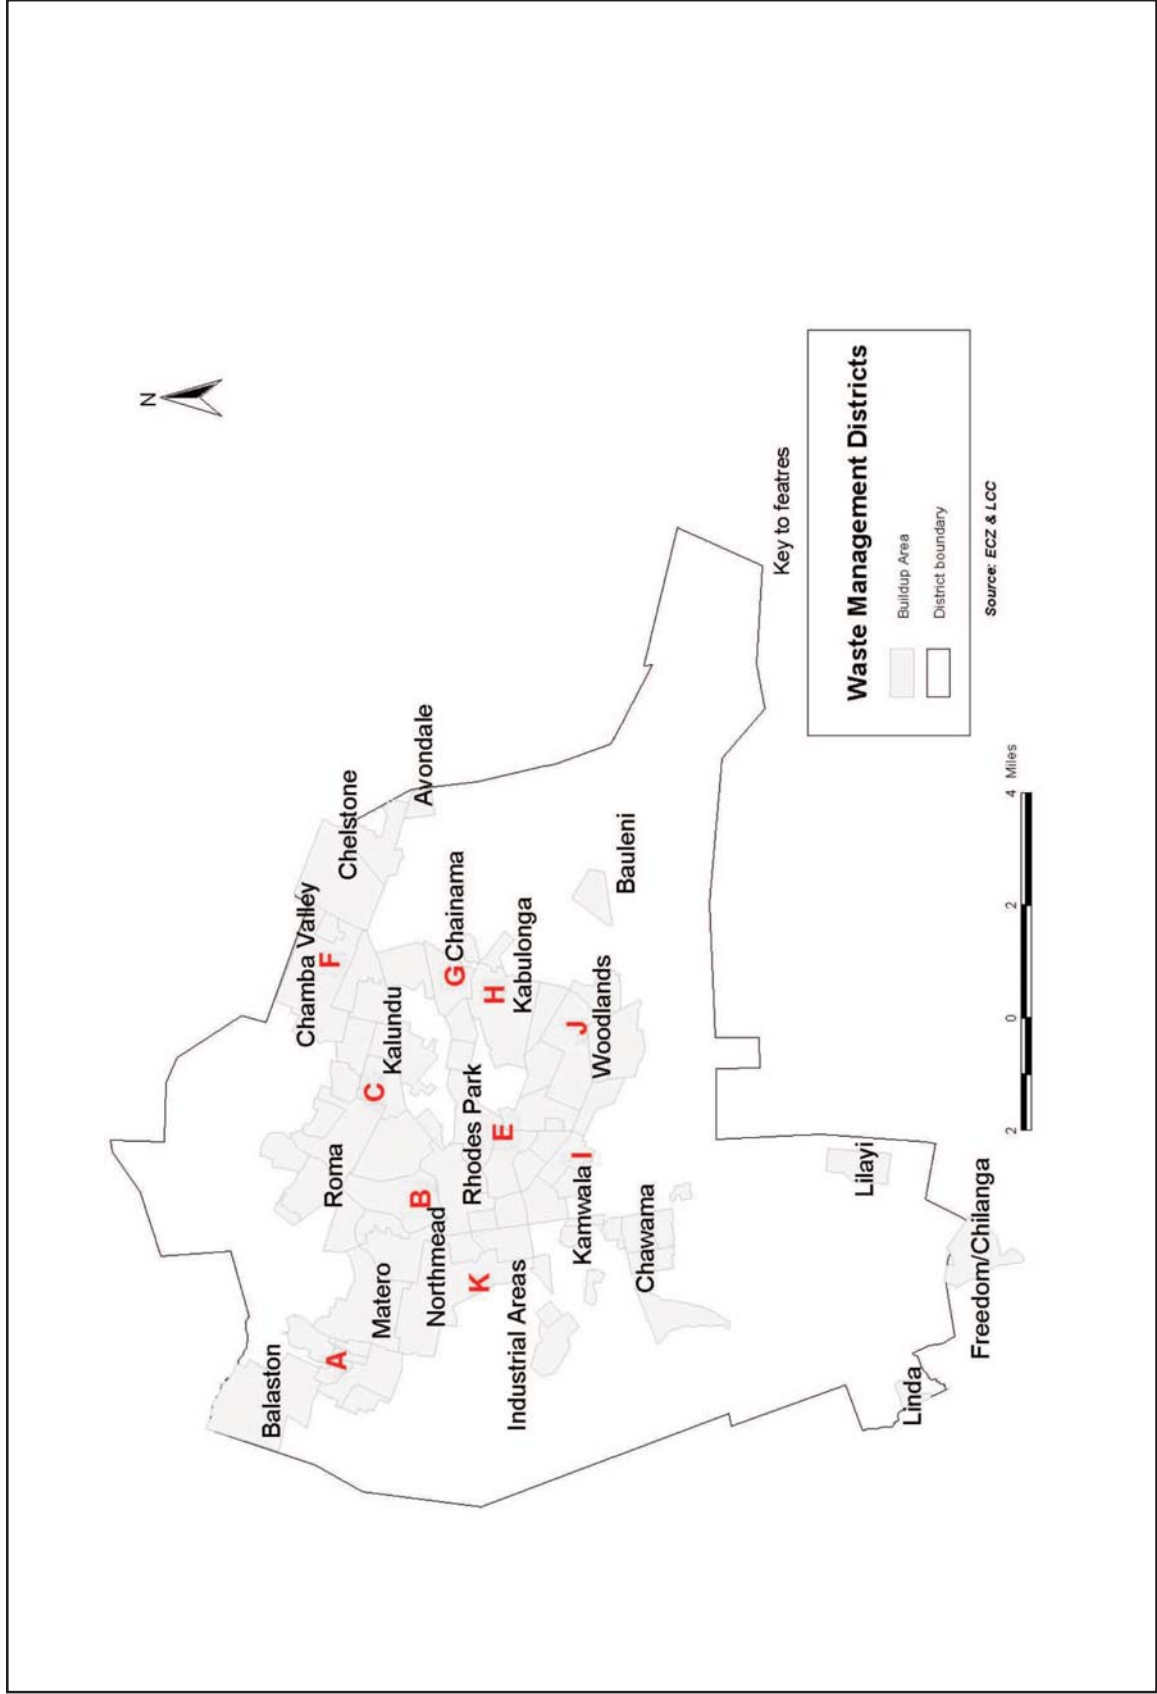 N
Chamba Valley
F
Chelstone
Avondale
Balaston
A
Roma
C
Kalundu
Matero
B
Northmead
G
Chainama
H
Kabulonga
Rhodes Park
E
K
Industrial Areas
Kamwala
I
J
Woodlands
Bauleni
Chawama
Lilayi
Linda
Freedom/Chilanga
Key to featres
Waste Management Districts
Buildup Area
District boundary
Source: ECZ & LCC
2 0 2 4 Miles